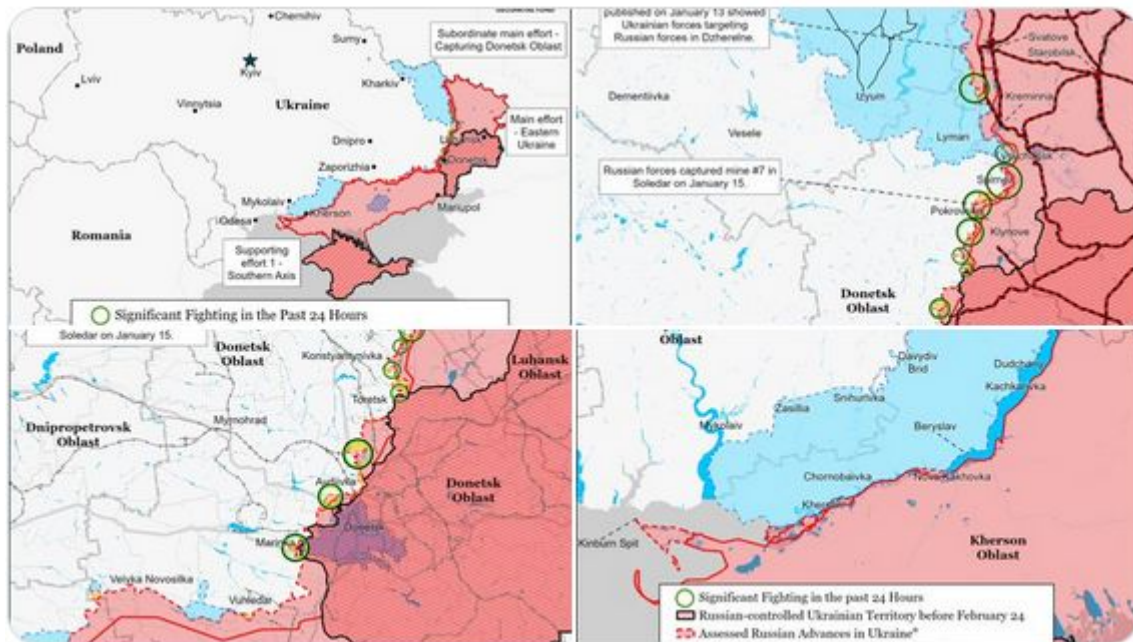 Chernihiv
Poland
Sumy
Subordinate main effort -
Capturing Donetsk Oblast
Kyiv
Lviv
Kharkiv
Vinnytsia
Ukraine
Dnipro
Main effort
- Eastern
Ukraine
Luhansk
Donetsk
Zaporizhia
Mykolaiv
Kherson
Mariupol
Odesa
Romania
Supporting
effort 1 -
Southern Axis
Significant Fighting in the Past 24 Hours
published on January 13 showed
Ukrainian forces targeting
Russian forces in Dzherelne.
Svatove
Starobilsk
Dementiivka
Izyum
Kreminna
Vesele
Lyman
Russian forces captured mine #7 in
Soledar on January 15.
Klynove
Donetsk
Oblast
Soledar on January 15.
Donetsk
Oblast
Kostyantynivka
Luhansk
Oblast
Toretsk
Myrnohrad
Dnipropetrovsk
Oblast
Avdiivka
Donetsk
Oblast
Donetsk
Marinka
Velyka Novosilka
Vuhledar
Oblast
Davydiv
Brid
Dudchany
Kachkarivka
Snihurivka
Zasillia
Mykolaiv
Beryslav
Chornobaivka
Nova Kakhovka
Kherson
Kinburn Spit
Kherson
Oblast
Significant Fighting in the past 24 Hours
Russian-controlled Ukrainian Territory before February 24
Assessed Russian Advances in Ukraine*